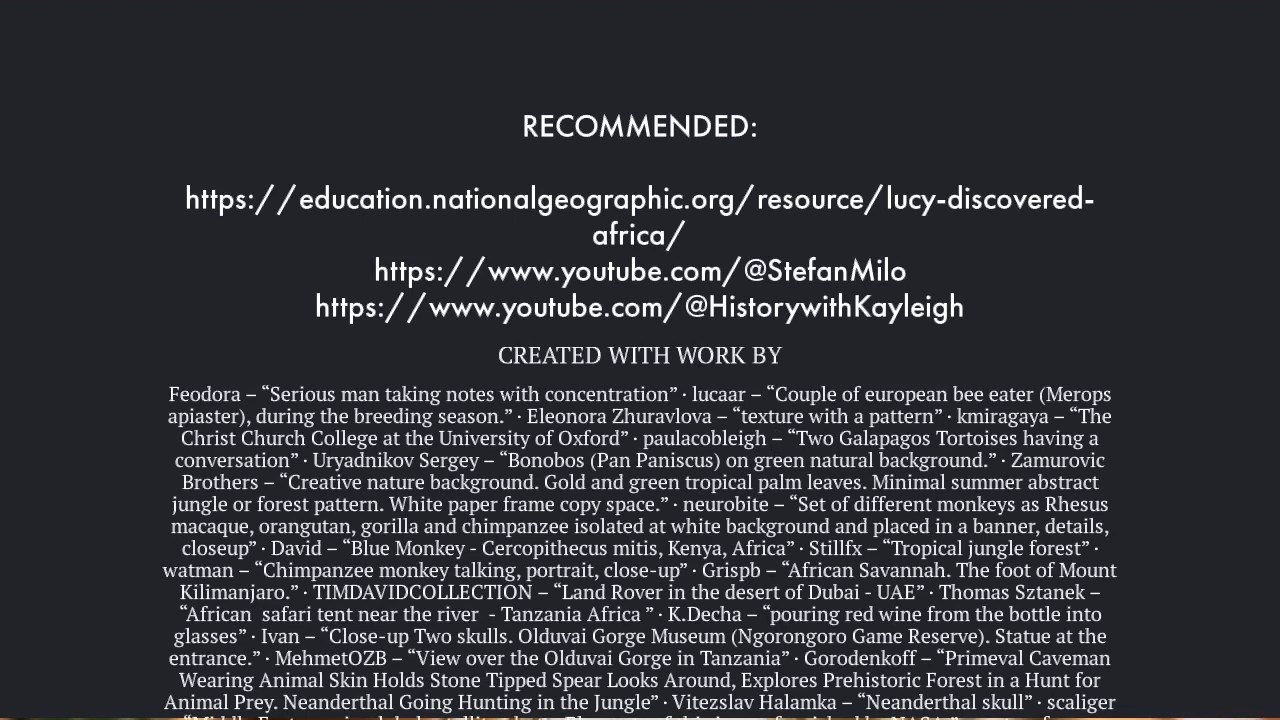 RECOMMENDED:
https://education.nationalgeographic.org/resource/lucy-discovered-
africa/
https://www.youtube.com/@StefanMilo
https://www.youtube.com/@HistorywithKayleigh
CREATED WITH WORK BY
Feodora – “Serious man taking notes with concentration” · lucaar – “Couple of european bee eater (Merops
apiaster), during the breeding season.” · Eleonora Zhuravlova – “texture with a pattern” · kmiragaya – “The
Christ Church College at the University of Oxford” · paulacobleigh – “Two Galapagos Tortoises having a
conversation” · Uryadnikov Sergey – “Bonobos (Pan Paniscus) on green natural background.” · Zamurovic
Brothers – “Creative nature background. Gold and green tropical palm leaves. Minimal summer abstract
jungle or forest pattern. White paper frame copy space.” · neurobite – “Set of different monkeys as Rhesus
macaque, orangutan, gorilla and chimpanzee isolated at white background and placed in a banner, details,
closeup” · David – “Blue Monkey - Cercopithecus mitis, Kenya, Africa” · Stillfx – “Tropical jungle forest” ·
watman – “Chimpanzee monkey talking, portrait, close-up” · Grispb – “African Savannah. The foot of Mount
Kilimanjaro.” · TIMDAVIDCOLLECTION – “Land Rover in the desert of Dubai - UAE” · Thomas Sztanek –
“African  safari tent near the river  - Tanzania Africa ” · K.Decha – “pouring red wine from the bottle into
glasses” · Ivan – “Close-up Two skulls. Olduvai Gorge Museum (Ngorongoro Game Reserve). Statue at the
entrance.” · MehmetOZB – “View over the Olduvai Gorge in Tanzania” · Gorodenkoff – “Primeval Caveman
Wearing Animal Skin Holds Stone Tipped Spear Looks Around, Explores Prehistoric Forest in a Hunt for
Animal Prey. Neanderthal Going Hunting in the Jungle” · Vitezslav Halamka – “Neanderthal skull” · scaliger